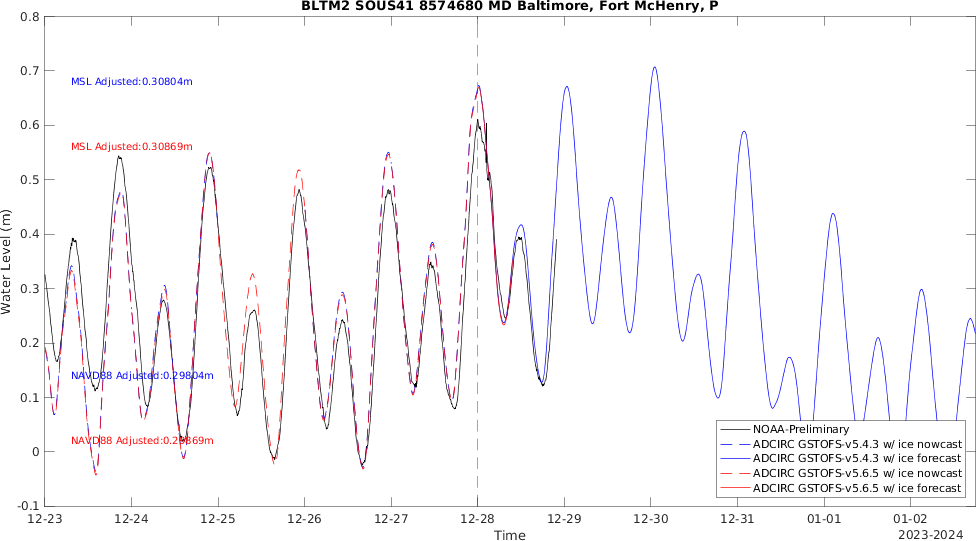 BLTM2 SOUS41 8574680 MD Baltimore, Fort McHenry, P
0.8
0.7
0.6
0.5
0.4
0.3
0.2
0.1
0
-0.1
Water Level (m)
MSL Adjusted:0.30804m
MSL Adjusted:0.30869m
NAVD88 Adjusted:0.29804m
NAVD88 Adjusted:0.29869m
NOAA-Preliminary
ADCIRC GSTOFS-v5.4.3 w/ ice nowcast
ADCIRC GSTOFS-v5.4.3 w/ ice forecast
ADCIRC GSTOFS-v5.6.5 w/ ice nowcast
ADCIRC GSTOFS-v5.6.5 w/ ice forecast
12-23 12-24 12-25 12-26 12-27 12-28 12-29 12-30 12-31 01-01 01-02
Time
2023-2024